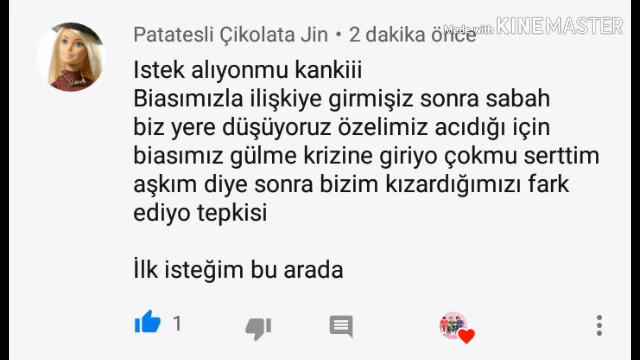 Patatesli Çikolata Jin • 2 dakika önce
Made with KINEMASTER
Istek alıyonmu kankiii
Biasımızla ilişkiye girmişiz sonra sabah
biz yere düşüyoruz özelimiz acıdığı için
biasımız gülme krizine giriyo çokmu serttim
aşkım diye sonra bizim kızardığımızı fark
ediyo tepkisi
İlk isteğim bu arada
1